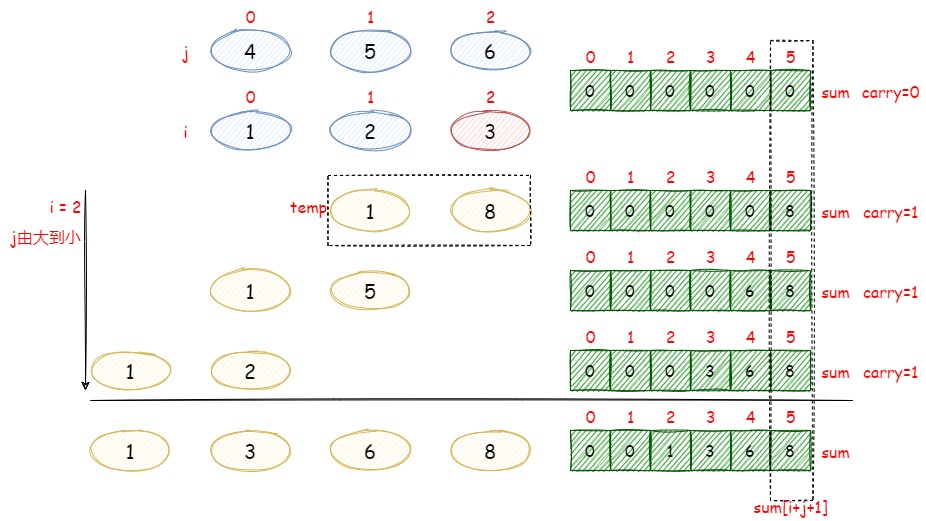 0 1 2
j 4 5 6
0 1 2 3 4 5
0 0 0 0 0 0 sum carry=0
0 1 2
i 1 2 3
i = 2
j由大到小
temp 1 8
0 1 2 3 4 5
0 0 0 0 0 8 sum carry=1
1 5
0 1 2 3 4 5
0 0 0 0 6 8 sum carry=1
1 2
0 1 2 3 4 5
0 0 0 3 6 8 sum carry=1
1 3 6 8
0 1 2 3 4 5
0 0 1 3 6 8 sum
sum[i+j+1]